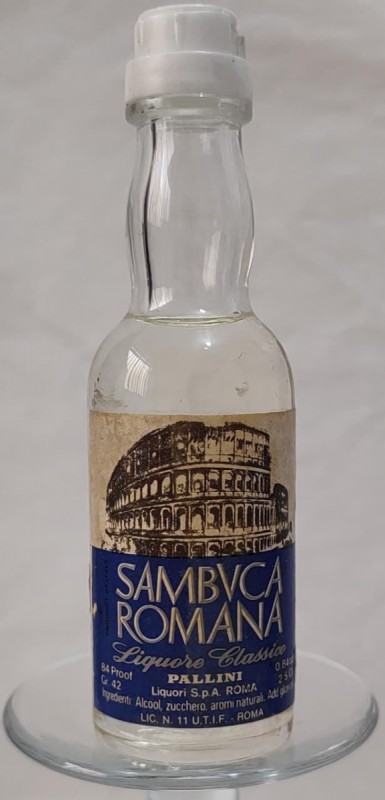 SAMBVCA
ROMANA
Liquore Classico
84 Proof
Gr. 42
PALLINI
Liquori S.p.A. ROMA
Ingredienti: Alcool, zucchero, aromi naturali.
LIC. N. 11 U.T.I.F. - ROMA